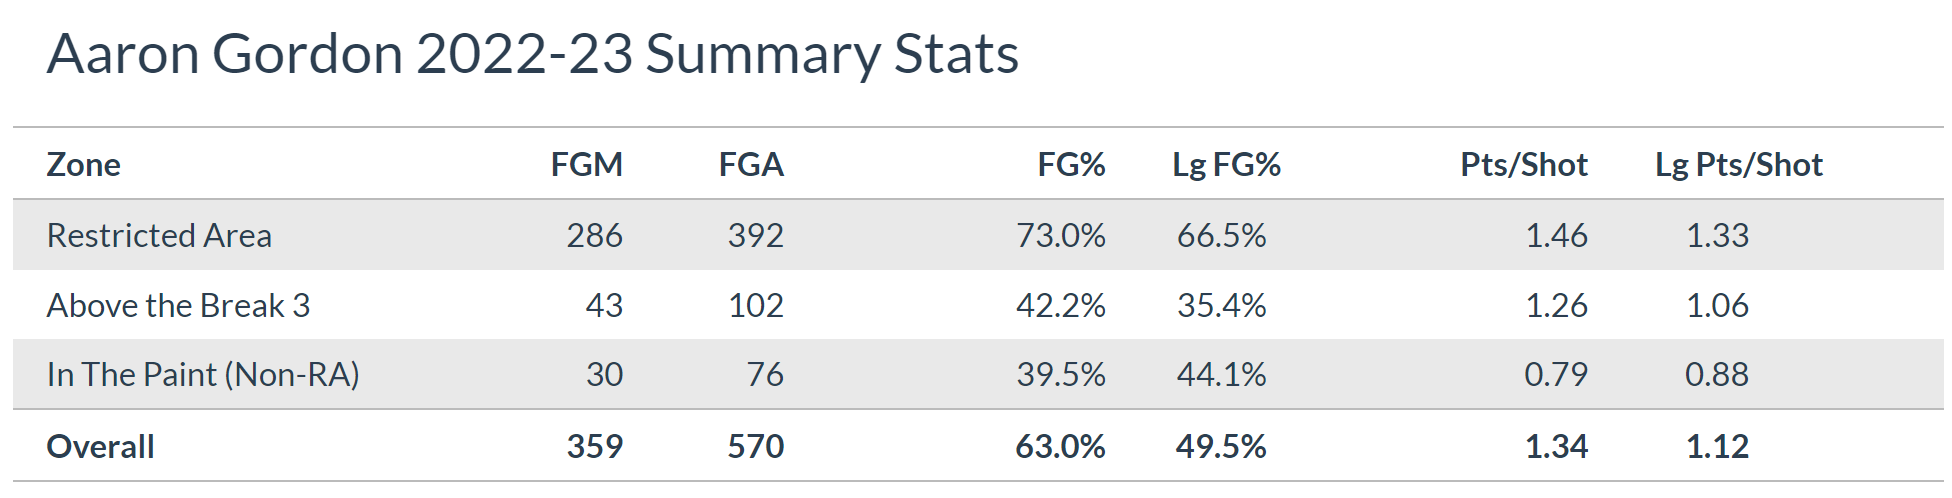 Aaron Gordon 2022-23 Summary Stats
Zone FGM FGA FG% Lg FG% Pts/Shot Lg Pts/Shot
Restricted Area 286 392 73.0% 66.5% 1.46 1.33
Above the Break 3 43 102 42.2% 35.4% 1.26 1.06
In The Paint (Non-RA) 30 76 39.5% 44.1% 0.79 0.88
Overall 359 570 63.0% 49.5% 1.34 1.12